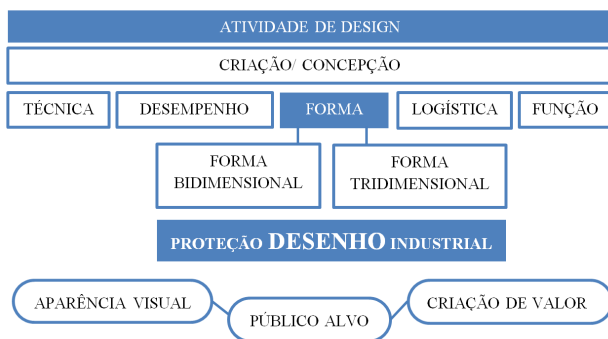 ATIVIDADE DE DESIGN
CRIAÇÃO/ CONCEPÇÃO
TÉCNICA
DESEMPENHO
FORMA
LOGÍSTICA
FUNÇÃO
FORMA
BIDIMENSIONAL
FORMA
TRIDIMENSIONAL
PROTEÇÃO DESENHO INDUSTRIAL
APARÊNCIA VISUAL
PÚBLICO ALVO
CRIAÇÃO DE VALOR